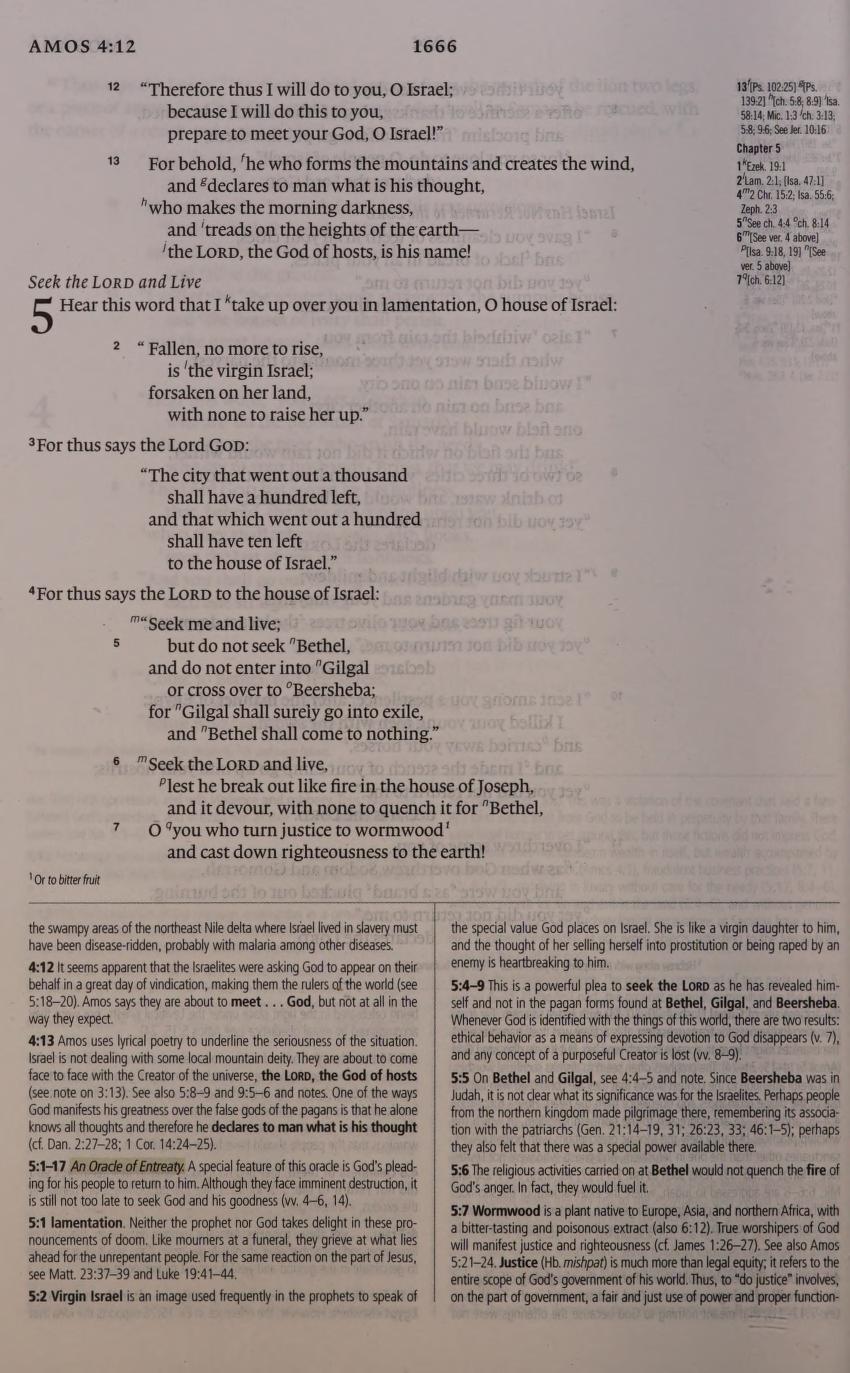 AMOS 4:12
1666
12 “Therefore thus I will do to you, O Israel;
because I will do this to you,
prepare to meet your God, O Israel!”
13 For behold, fhe who forms the mountains and creates the wind,
and gdeclares to man what is his thought,
hwho makes the morning darkness,
and itreads on the heights of the earth—
jthe LORD, the God of hosts, is his name!
Seek the LORD and Live
5 Hear this word that I ktake up over you in lamentation, O house of Israel:
2 “Fallen, no more to rise,
is lthe virgin Israel;
forsaken on her land,
with none to raise her up.”
3For thus says the Lord GOD:
“The city that went out a thousand
shall have a hundred left,
and that which went out a hundred
shall have ten left
to the house of Israel.”
4For thus says the LORD to the house of Israel:
m“Seek me and live;
5 but do not seek nBethel,
and do not enter into nGilgal
or cross over to oBeersheba;
for nGilgal shall surely go into exile,
and nBethel shall come to nothing.”
6 mSeek the LORD and live,
plest he break out like fire in the house of Joseph,
and it devour, with none to quench it for nBethel,
7 O qyou who turn justice to wormwood1
and cast down righteousness to the earth!
1 Or to bitter fruit
13f[Ps. 102:25] g[Ps.
139:2] h[ch. 5:8; 8:9] iIsa.
58:14; Mic. 1:3 jch. 3:13;
5:8; 9:6; See Jer. 10:16
Chapter 5
1kEzek. 19:1
2lLam. 2:1; [Isa. 47:1]
4m2 Chr. 15:2; Isa. 55:6;
Zeph. 2:3
5nSee ch. 4:4 och. 8:14
6m[See ver. 4 above]
p[Isa. 9:18, 19] n[See
ver. 5 above]
7q[ch. 6:12]
the swampy areas of the northeast Nile delta where Israel lived in slavery must
have been disease-ridden, probably with malaria among other diseases.
4:12 It seems apparent that the Israelites were asking God to appear on their
behalf in a great day of vindication, making them the rulers of the world (see
5:18–20). Amos says they are about to meet . . . God, but not at all in the
way they expect.
4:13 Amos uses lyrical poetry to underline the seriousness of the situation.
Israel is not dealing with some local mountain deity. They are about to come
face to face with the Creator of the universe, the LORD, the God of hosts
(see note on 3:13). See also 5:8–9 and 9:5–6 and notes. One of the ways
God manifests his greatness over the false gods of the pagans is that he alone
knows all thoughts and therefore he declares to man what is his thought
(cf. Dan. 2:27–28; 1 Cor. 14:24–25).
5:1–17 An Oracle of Entreaty. A special feature of this oracle is God's plead-
ing for his people to return to him. Although they face imminent destruction, it
is still not too late to seek God and his goodness (vv. 4–6, 14).
5:1 lamentation. Neither the prophet nor God takes delight in these pro-
nouncements of doom. Like mourners at a funeral, they grieve at what lies
ahead for the unrepentant people. For the same reaction on the part of Jesus,
see Matt. 23:37–39 and Luke 19:41–44.
5:2 Virgin Israel is an image used frequently in the prophets to speak of
the special value God places on Israel. She is like a virgin daughter to him,
and the thought of her selling herself into prostitution or being raped by an
enemy is heartbreaking to him.
5:4–9 This is a powerful plea to seek the LORD as he has revealed him-
self and not in the pagan forms found at Bethel, Gilgal, and Beersheba.
Whenever God is identified with the things of this world, there are two results:
ethical behavior as a means of expressing devotion to God disappears (v. 7),
and any concept of a purposeful Creator is lost (vv. 8–9).
5:5 On Bethel and Gilgal, see 4:4–5 and note. Since Beersheba was in
Judah, it is not clear what its significance was for the Israelites. Perhaps people
from the northern kingdom made pilgrimage there, remembering its associa-
tion with the patriarchs (Gen. 21:14–19, 31; 26:23, 33; 46:1–5); perhaps
they also felt that there was a special power available there.
5:6 The religious activities carried on at Bethel would not quench the fire of
God's anger. In fact, they would fuel it.
5:7 Wormwood is a plant native to Europe, Asia, and northern Africa, with
a bitter-tasting and poisonous extract (also 6:12). True worshipers of God
will manifest justice and righteousness (cf. James 1:26–27). See also Amos
5:21–24. Justice (Hb. mishpat) is much more than legal equity; it refers to the
entire scope of God's government of his world. Thus, to “do justice” involves,
on the part of government, a fair and just use of power and proper function-